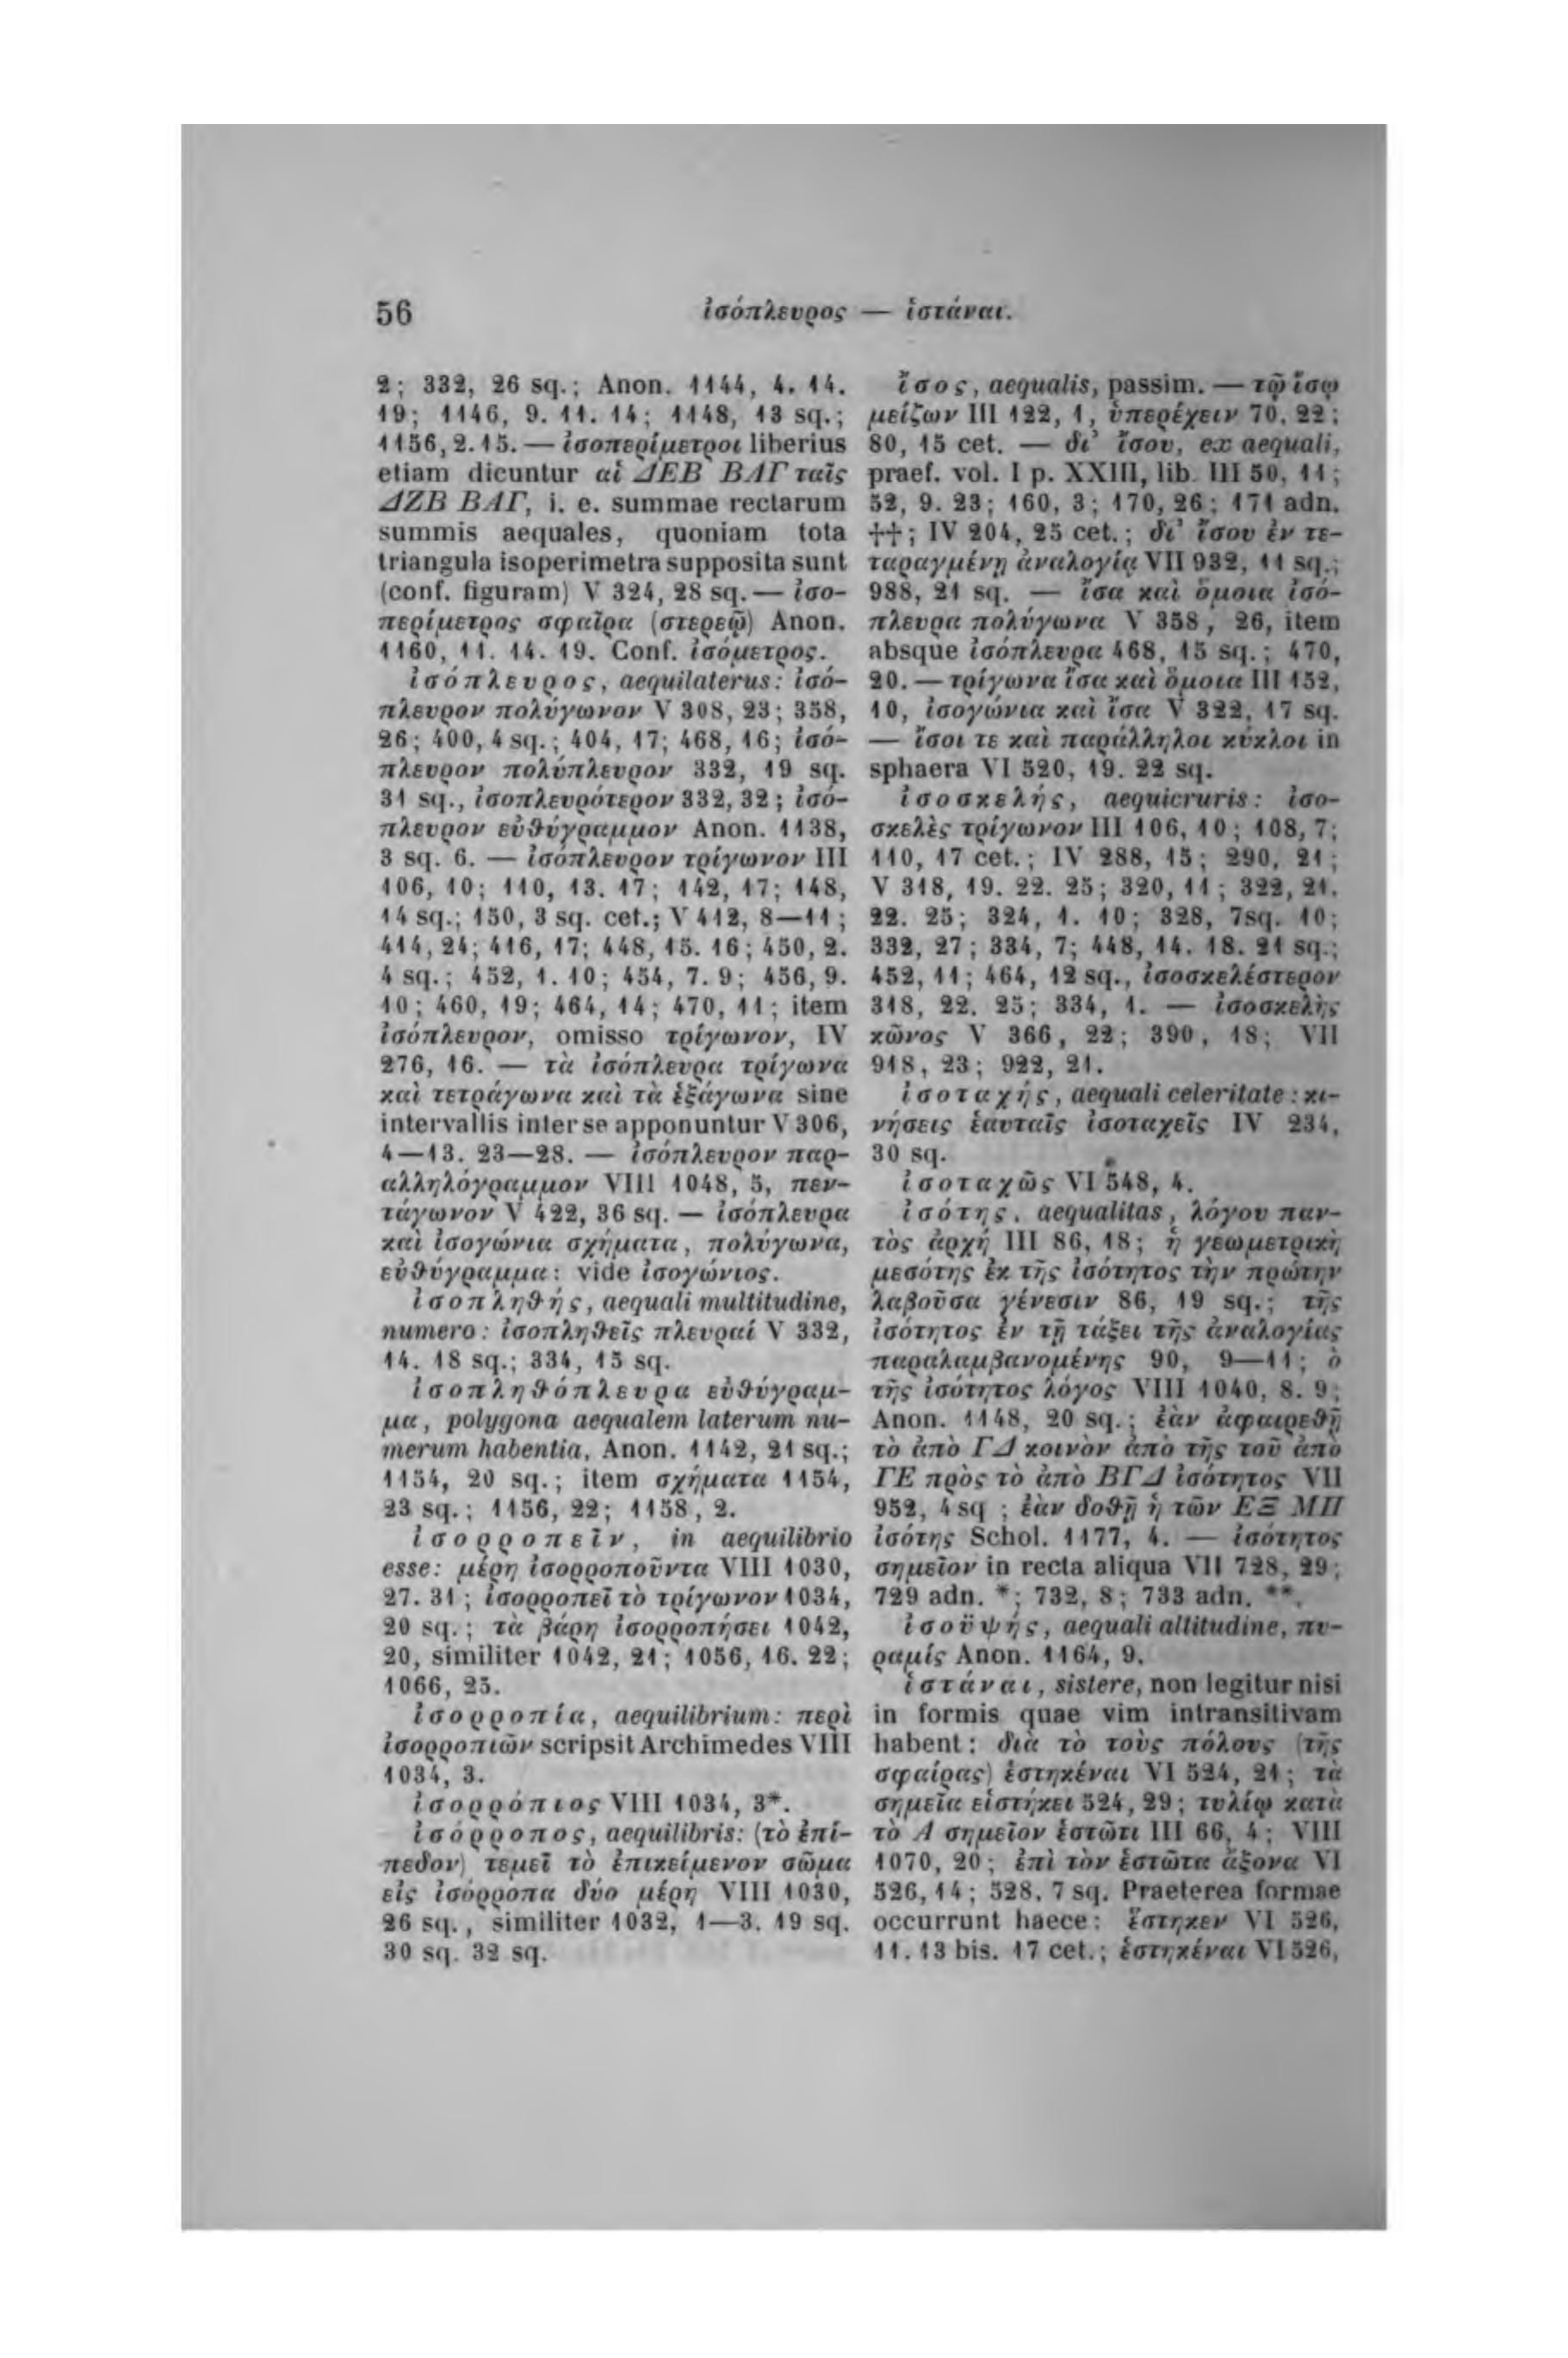 56
ἰσόπλευρος — ἱστάναι.
2; 332, 26 sq.; Anon. 1144, 4. 14.
19; 1146, 9. 11. 14; 1148, 13 sq.;
1156, 2. 15. — ἰσοπερίμετροι liberius
etiam dicuntur αἱ ΔΕΒ ΒΑΓ ταῖς
ΔΖΒ ΒΑΓ, i. e. summae rectarum
summis aequales, quoniam tota
triangula isoperimetra supposita sunt
(conf. figuram) V 324, 28 sq. — ἰσο-
περίμετρος σφαῖρα (στερεῷ) Anon.
1160, 11. 14. 19. Conf. ἰσόμετρος.
ἰσόπλευρος, aequilaterus: ἰσό-
πλευρον πολύγωνον V 308, 23; 358,
26; 400, 4 sq.; 404, 17; 468, 16; ἰσό-
πλευρον πολύπλευρον 332, 19 sq.
31 sq., ἰσοπλευρότερον 332, 32; ἰσό-
πλευρον εὐθύγραμμον Anon. 1138,
3 sq. 6. — ἰσόπλευρον τρίγωνον III
106, 10; 110, 13. 17; 142, 17; 148,
14 sq.; 150, 3 sq. cet.; V 412, 8—11;
414, 24; 416, 17; 448, 15. 16; 450, 2.
4 sq.; 452, 1. 10; 454, 7. 9; 456, 9.
10; 460, 19; 464, 14; 470, 11; item
ἰσόπλευρον, omisso τρίγωνον, IV
276, 16. — τὰ ἰσόπλευρα τρίγωνα
καὶ τετράγωνα καὶ τὰ ἑξάγωνα sine
intervallis inter se apponuntur V 306,
4—13. 23—28. — ἰσόπλευρον παρ-
αλληλόγραμμον VIII 1048, 5, πεν-
τάγωνον V 422, 36 sq. — ἰσόπλευρα
καὶ ἰσογώνια σχήματα, πολύγωνα,
εὐθύγραμμα: vide ἰσογώνιος.
ἰσοπληθής, aequali multitudine,
numero: ἰσοπληθεῖς πλευραί V 332,
14. 18 sq.; 334, 15 sq.
ἰσοπληθόπλευρα εὐθύγραμ-
μα, polygona aequalem laterum nu-
merum habentia, Anon. 1142, 21 sq.;
1154, 20 sq.; item σχήματα 1154,
23 sq.; 1156, 22; 1158, 2.
ἰσορροπεῖν, in aequilibrio
esse: μέρη ἰσορροποῦντα VIII 1030,
27. 31; ἰσορροπεῖ τὸ τρίγωνον 1034,
20 sq.; τὰ βάρη ἰσορροπήσει 1042,
20, similiter 1042, 21; 1056, 16. 22;
1066, 25.
ἰσορροπία, aequilibrium: περὶ
ἰσορροπιῶν scripsit Archimedes VIII
1034, 3.
ἰσορρόπιος VIII 1034, 3*.
ἰσόρροπος, aequilibris: (τὸ ἐπί-
πεδον) τεμεῖ τὸ ἐπικείμενον σῶμα
εἰς ἰσόρροπα δύο μέρη VIII 1030,
26 sq., similiter 1032, 1—3. 19 sq.
30 sq. 32 sq.
ἴσος, aequalis, passim. — τῷ ἴσῳ
μείζων III 122, 1, ὑπερέχειν 70, 22;
80, 15 cet. — δι' ἴσου, ex aequali,
praef. vol. I p. XXIII, lib. III 50, 11;
52, 9. 23; 160, 3; 170, 26; 171 adn.
††; IV 204, 25 cet.; δι' ἴσου ἐν τε-
ταραγμένῃ ἀναλογίᾳ VII 932, 11 sq.;
988, 21 sq. — ἴσα καὶ ὅμοια ἰσό-
πλευρα πολύγωνα V 358, 26, item
absque ἰσόπλευρα 468, 15 sq.; 470,
20. — τρίγωνα ἴσα καὶ ὅμοια III 152,
10, ἰσογώνια καὶ ἴσα V 322, 17 sq.
— ἴσοι τε καὶ παράλληλοι κύκλοι in
sphaera VI 520, 19. 22 sq.
ἰσοσκελής, aequicruris: ἰσο-
σκελὲς τρίγωνον III 106, 10; 108, 7;
110, 17 cet.; IV 288, 15; 290, 21;
V 318, 19. 22. 25; 320, 11; 322, 21.
22. 25; 324, 1. 10; 328, 7sq. 10;
332, 27; 334, 7; 448, 14. 18. 21 sq.;
452, 11; 464, 12 sq., ἰσοσκελέστερον
318, 22. 25; 334, 1. — ἰσοσκελὴς
κῶνος V 366, 22; 390, 18; VII
918, 23; 922, 21.
ἰσοταχής, aequali celeritate: κι-
νήσεις ἑαυταῖς ἰσοταχεῖς IV 234,
30 sq.
ἰσοταχῶς VI 548, 4.
ἰσότης, aequalitas, λόγου παν-
τὸς ἀρχή III 86, 18; ἡ γεωμετρικὴ
μεσότης ἐκ τῆς ἰσότητος τὴν πρώτην
λαβοῦσα γένεσιν 86, 19 sq.; τῆς
ἰσότητος ἐν τῇ τάξει τῆς ἀναλογίας
παραλαμβανομένης 90, 9—11; ὁ
τῆς ἰσότητος λόγος VIII 1040, 8. 9;
Anon. 1148, 20 sq.; ἐὰν ἀφαιρεθῇ
τὸ ἀπὸ ΓΔ κοινὸν ἀπὸ τῆς τοῦ ἀπὸ
ΓΕ πρὸς τὸ ἀπὸ ΒΓΔ ἰσότητος VII
952, 4 sq ; ἐὰν δοθῇ ἡ τῶν ΕΞ ΜΠ
ἰσότης Schol. 1177, 4. — ἰσότητος
σημεῖον in recta aliqua VII 728, 29;
729 adn. *; 732, 8; 733 adn. **.
ἰσοϋψής, aequali altitudine, πυ-
ραμίς Anon. 1164, 9.
ἱστάναι, sistere, non legitur nisi
in formis quae vim intransitivam
habent: διὰ τὸ τοὺς πόλους (τῆς
σφαίρας) ἑστηκέναι VI 524, 21; τὰ
σημεῖα εἱστήκει 524, 29; τυλίῳ κατὰ
τὸ Α σημεῖον ἑστῶτι III 66, 4; VIII
1070, 20; ἐπὶ τὸν ἑστῶτα ἄξονα VI
526, 14; 528, 7 sq. Praeterea formae
occurrunt haece: ἕστηκεν VI 526,
11. 13 bis. 17 cet.; ἑστηκέναι VI 526,